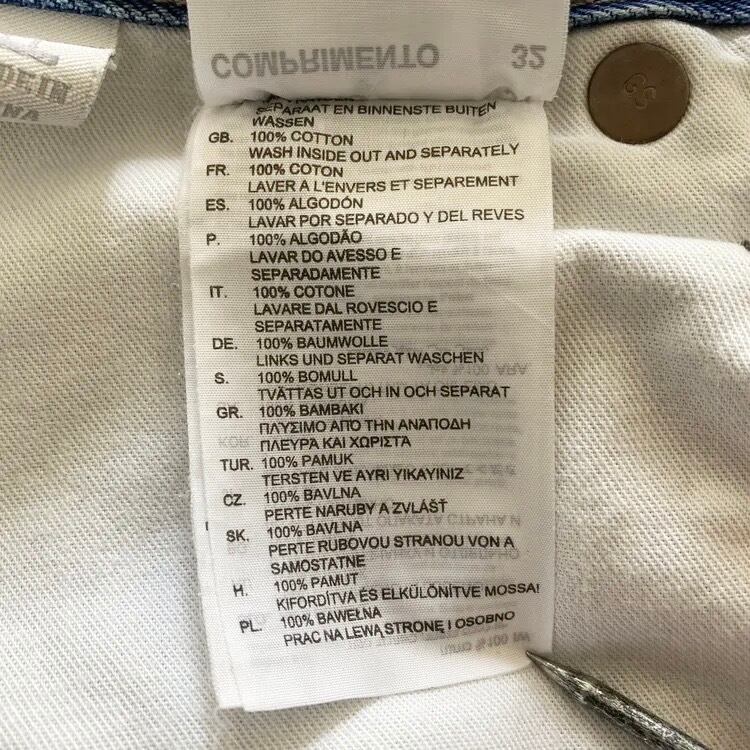 COMPRIMENTO 32
SEPARAAT EN BINNENSTE BUITEN
WASSEN
GB. 100% COTTON
WASH INSIDE OUT AND SEPARATELY
FR. 100% COTON
LAVER A L'ENVERS ET SEPAREMENT
ES. 100% ALGODÓN
LAVAR POR SEPARADO Y DEL REVES
P. 100% ALGODÃO
LAVAR DO AVESSO E
SEPARADAMENTE
IT. 100% COTONE
LAVARE DAL ROVESCIO E
SEPARATAMENTE
DE. 100% BAUMWOLLE
LINKS UND SEPARAT WASCHEN
S. 100% BOMULL
TVÄTTAS UT OCH IN OCH SEPARAT
GR. 100% BAMBAKI
ΠΛΥΣΙΜΟ ΑΠΌ ΤΗΝ ΑΝΆΠΟΔΗ
ΠΛΕΥΡΆ ΚΑΙ ΧΩΡΙΣΤΑ
TUR. 100% PAMUK
TERSTEN VE AYRI YIKAYINIZ
CZ. 100% BAVLNA
PERTE NARUBY A ZVLÁŠŤ
SK. 100% BAVLNA
PERTE RUBOVOU STRANOU VON A
SAMOSTATNE
H. 100% PAMUT
KIFORDÍTVA ÉS ELKÜLÖNÍTVE MOSSA!
PL. 100% BAWEŁNA
PRAC NA LEWĄ STRONĘ I OSOBNO